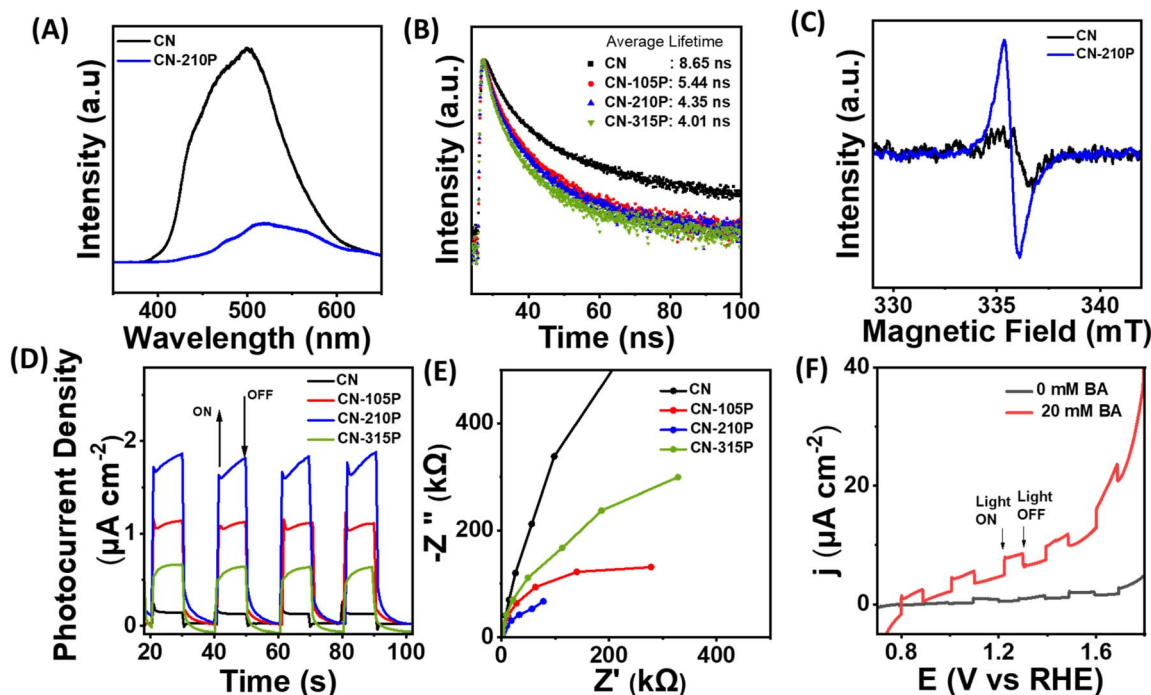 (A)
CN
CN-210P
Intensity (a.u)
400 500 600
Wavelength (nm)
(B)
Average Lifetime
CN : 8.65 ns
CN-105P: 5.44 ns
CN-210P: 4.35 ns
CN-315P: 4.01 ns
Intensity (a.u.)
40 60 80 100
Time (ns)
(C)
CN
CN-210P
Intensity (a.u.)
330 335 340
Magnetic Field (mT)
(D)
CN
CN-105P
CN-210P
CN-315P
ON
OFF
Photocurrent Density
(µA cm-2)
2
1
0
20 40 60 80 100
Time (s)
(E)
CN
CN-105P
CN-210P
CN-315P
-Z" (kΩ)
400
200
0
0 200 400
Z' (kΩ)
(F)
0 mM BA
20 mM BA
Light
ON
Light
OFF
j (µA cm-2)
40
20
0
0.8 1.2 1.6
E (V vs RHE)